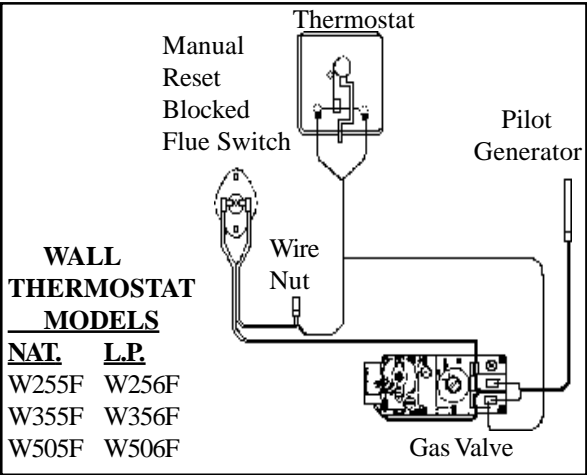 Thermostat
Manual
Reset
Blocked
Flue Switch
Pilot
Generator
Wire
Nut
WALL
THERMOSTAT
MODELS
NAT. L.P.
W255F W256F
W355F W356F
W505F W506F
Gas Valve